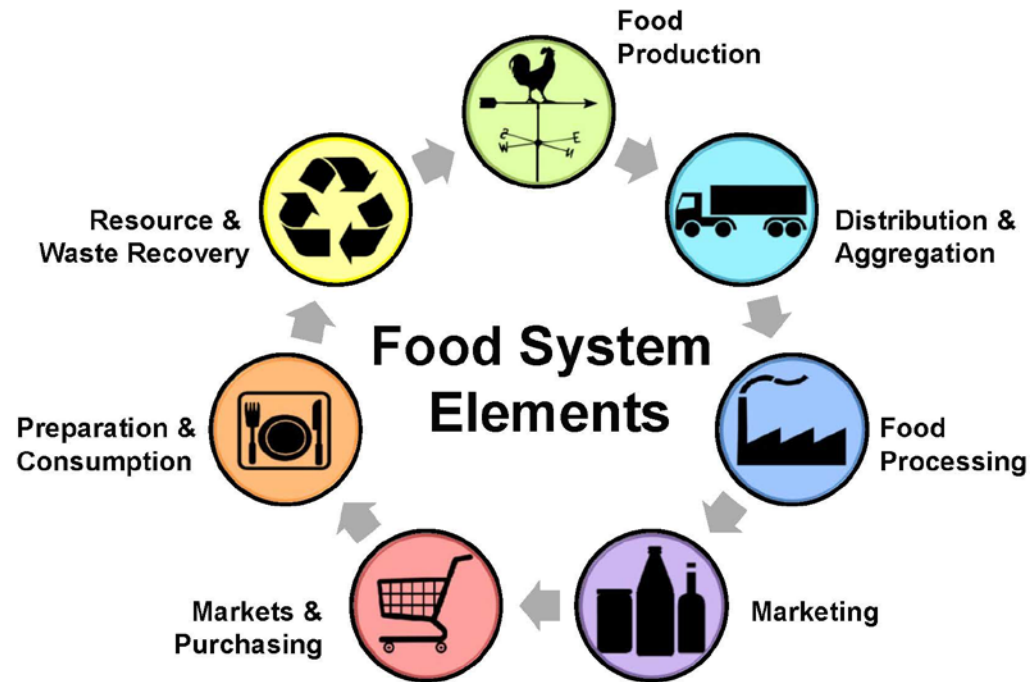 Food
Production
Distribution &
Aggregation
Food
Processing
Marketing
Markets &
Purchasing
Preparation &
Consumption
Resource &
Waste Recovery
Food System
Elements
S
E
W
N